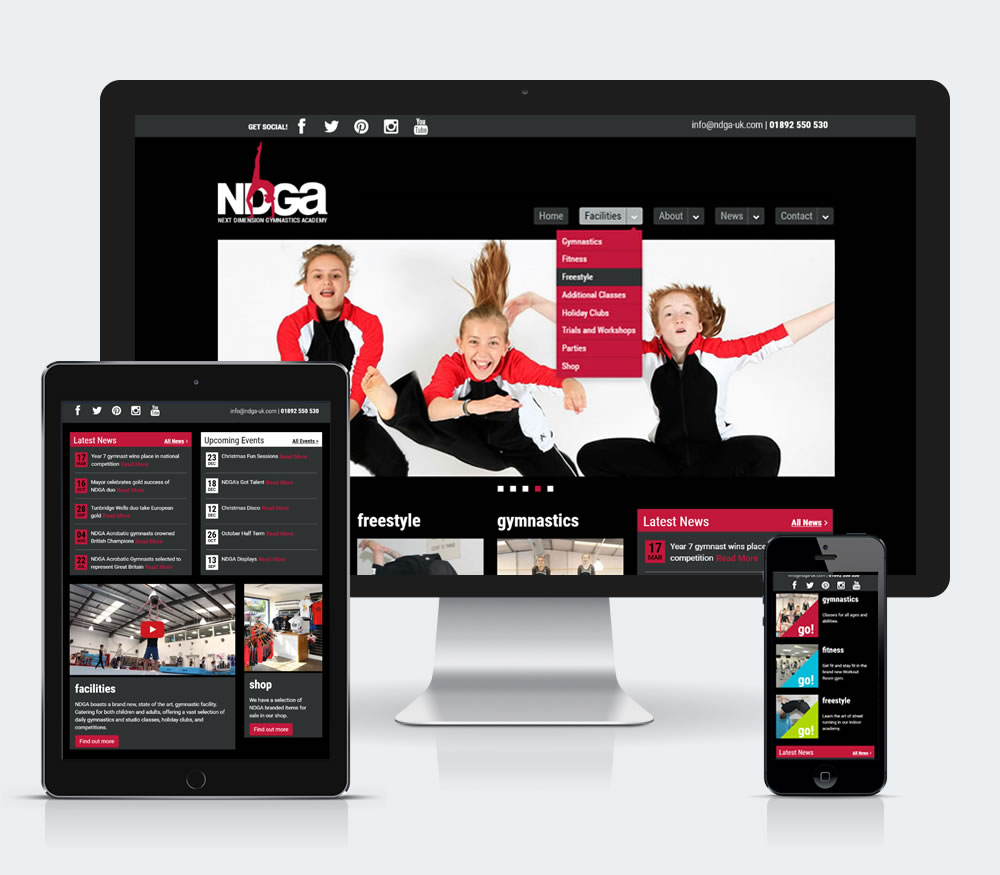 GET SOCIAL!
You
Tube
info@ndga-uk.com | 01892 550 530
NDGA
NEXT DIMENSION GYMNASTICS ACADEMY
Home
Facilities
About
News
Contact
Gymnastics
Fitness
Freestyle
Additional Classes
Holiday Clubs
Trials and Workshops
Parties
Shop
freestyle
gymnastics
Latest News
All News >
17
MAR
Year 7 gymnast wins place
competition Read More
info@ndga-uk.com | 01892 550 530
Latest News
All News >
17
Year 7 gymnast wins place in national
competition Read More
16
Mayor celebrates gold success of
NDGA duo Read More
28
Tunbridge Wells duo take European
gold Read More
04
NDGA Acrobatic gymnasts crowned
British Champions Read More
22
NDGA Acrobatic Gymnasts selected to
represent Great Britain Read More
Upcoming Events
All Events >
23
DEC
Christmas Fun Sessions Read More
18
DEC
NDGA's Got Talent Read More
12
DEC
Christmas Disco Read More
26
OCT
October Half Term Read More
13
SEP
NDGA Displays Read More
facilities
NDGA boasts a brand new, state of the art, gymnastic facility.
Catering for both children and adults, offering a vast selection of
daily gymnastics and studio classes, holiday clubs, and
competitions.
Find out more
shop
We have a selection of
NDGA branded items for
sale in our shop.
Find out more
gymnastics
Classes for all ages and
abilities.
go!
fitness
Get fit and stay fit in the
brand new Workout
Room gym.
go!
freestyle
Learn the art of street
running in our indoor
academy.
go!
Latest News
All News >